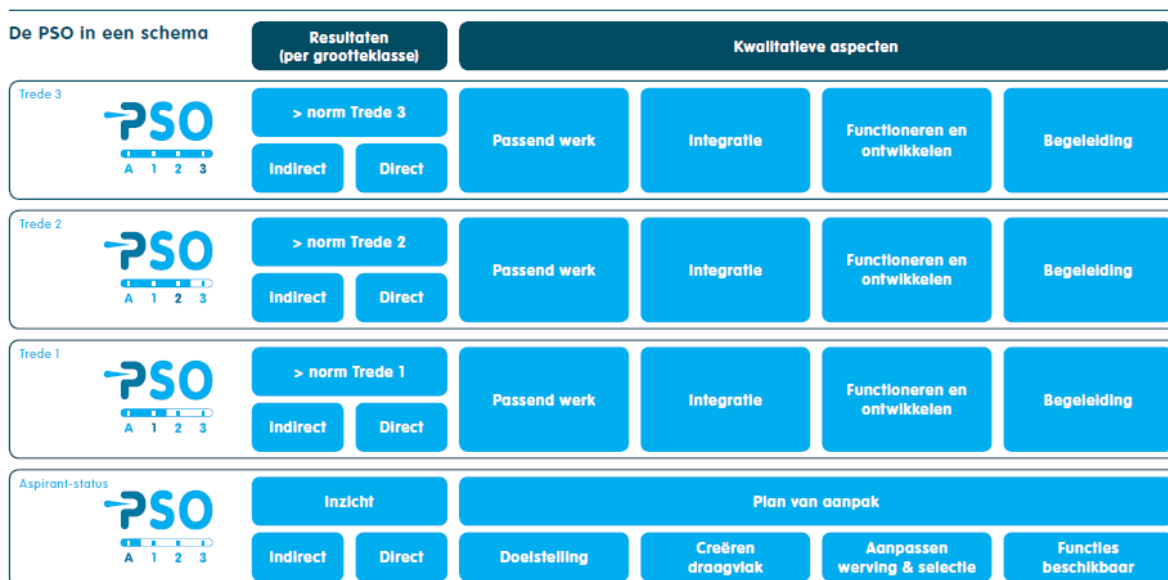 De PSO in een schema
Resultaten
(per grootteklasse)
Kwalitatieve aspecten
Trede 3
PSO
A 1 2 3
> norm Trede 3
Indirect
Direct
Passend werk
Integratie
Functioneren en
ontwikkelen
Begeleiding
Trede 2
PSO
A 1 2 3
> norm Trede 2
Indirect
Direct
Passend werk
Integratie
Functioneren en
ontwikkelen
Begeleiding
Trede 1
PSO
A 1 2 3
> norm Trede 1
Indirect
Direct
Passend werk
Integratie
Functioneren en
ontwikkelen
Begeleiding
Aspirant-status
PSO
A 1 2 3
Inzicht
Indirect
Direct
Plan van aanpak
Doelstelling
Creëren
draagvlak
Aanpassen
werving & selectie
Functies
beschikbaar